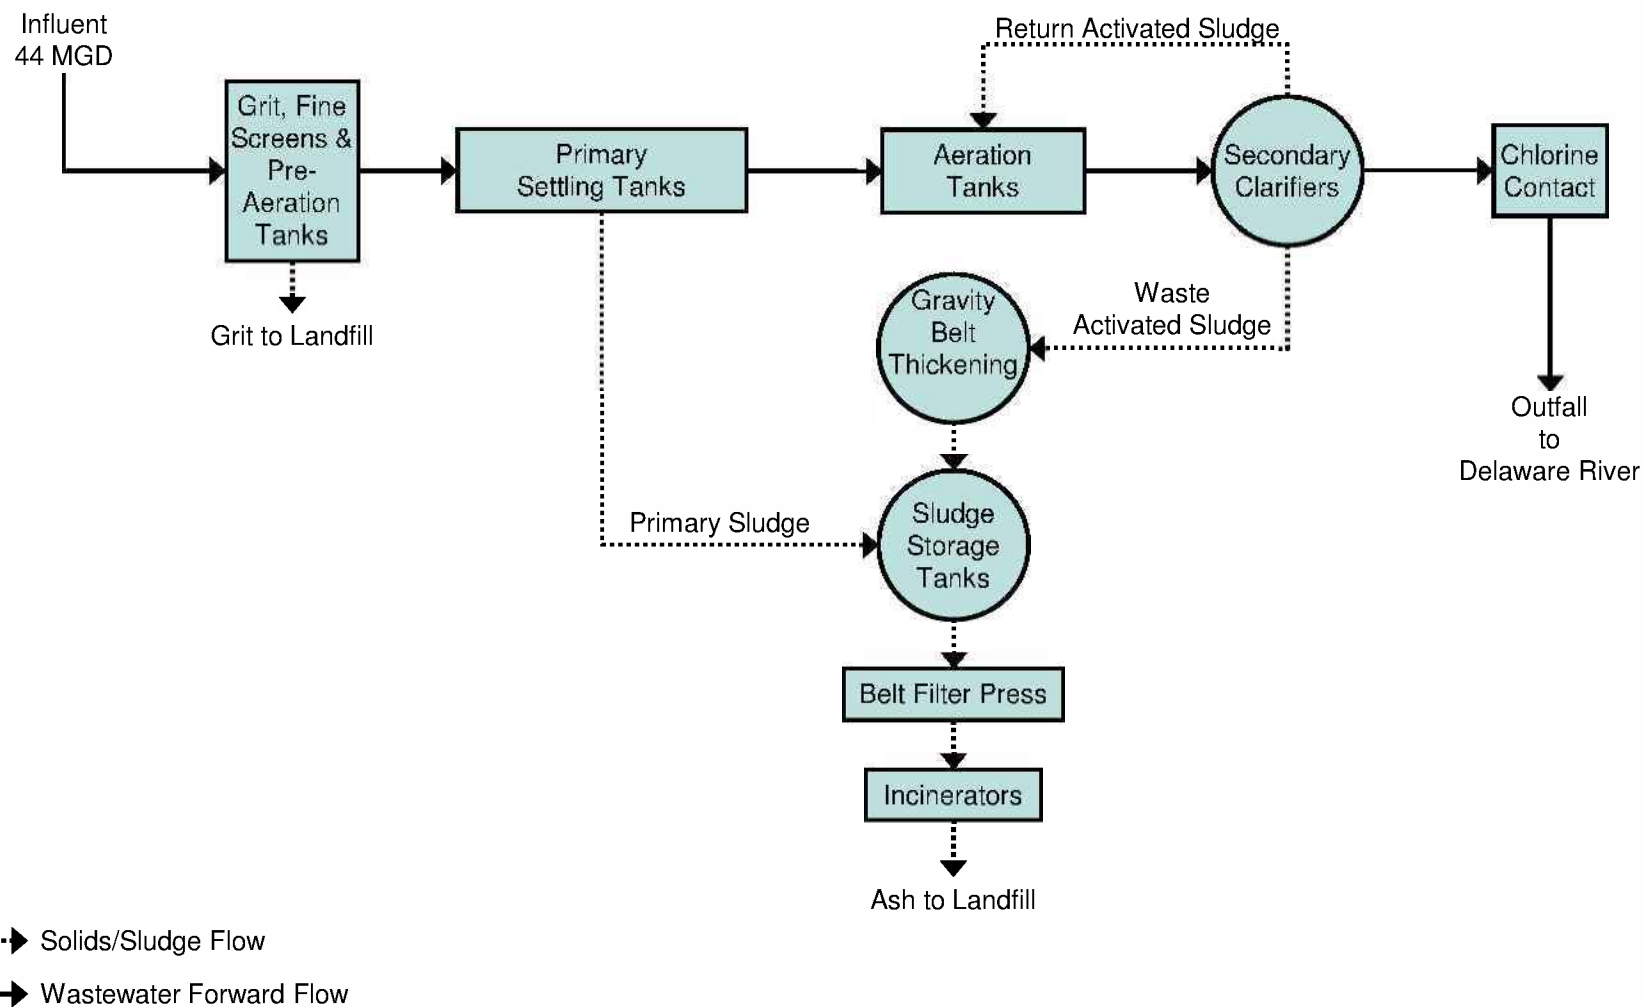 Influent
44 MGD
Return Activated Sludge
Grit, Fine
Screens &
Pre-
Aeration
Tanks
Primary
Settling Tanks
Aeration
Tanks
Secondary
Clarifiers
Chlorine
Contact
Grit to Landfill
Gravity
Belt
Thickening
Waste
Activated Sludge
Outfall
to
Delaware River
Primary Sludge
Sludge
Storage
Tanks
Belt Filter Press
Incinerators
Ash to Landfill
Solids/Sludge Flow
Wastewater Forward Flow